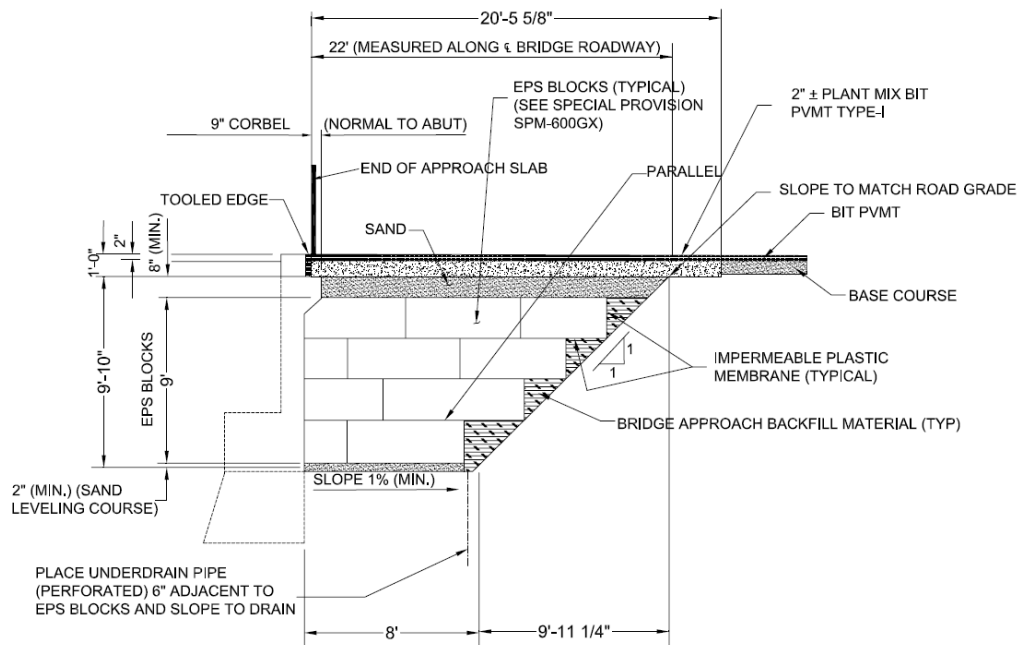 20'-5 5/8"
22' (MEASURED ALONG ℄ BRIDGE ROADWAY)
EPS BLOCKS (TYPICAL)
(SEE SPECIAL PROVISION
SPM-600GX)
2" ± PLANT MIX BIT
PVMT TYPE-I
9" CORBEL
(NORMAL TO ABUT)
END OF APPROACH SLAB
PARALLEL
TOOLED EDGE
SLOPE TO MATCH ROAD GRADE
BIT PVMT
SAND
1'-0"
2"
8" (MIN.)
BASE COURSE
9'-10"
EPS BLOCKS
9'
1
1
IMPERMEABLE PLASTIC
MEMBRANE (TYPICAL)
BRIDGE APPROACH BACKFILL MATERIAL (TYP)
2" (MIN.) (SAND
LEVELING COURSE)
SLOPE 1% (MIN.)
PLACE UNDERDRAIN PIPE
(PERFORATED) 6" ADJACENT TO
EPS BLOCKS AND SLOPE TO DRAIN
8'
9'-11 1/4"